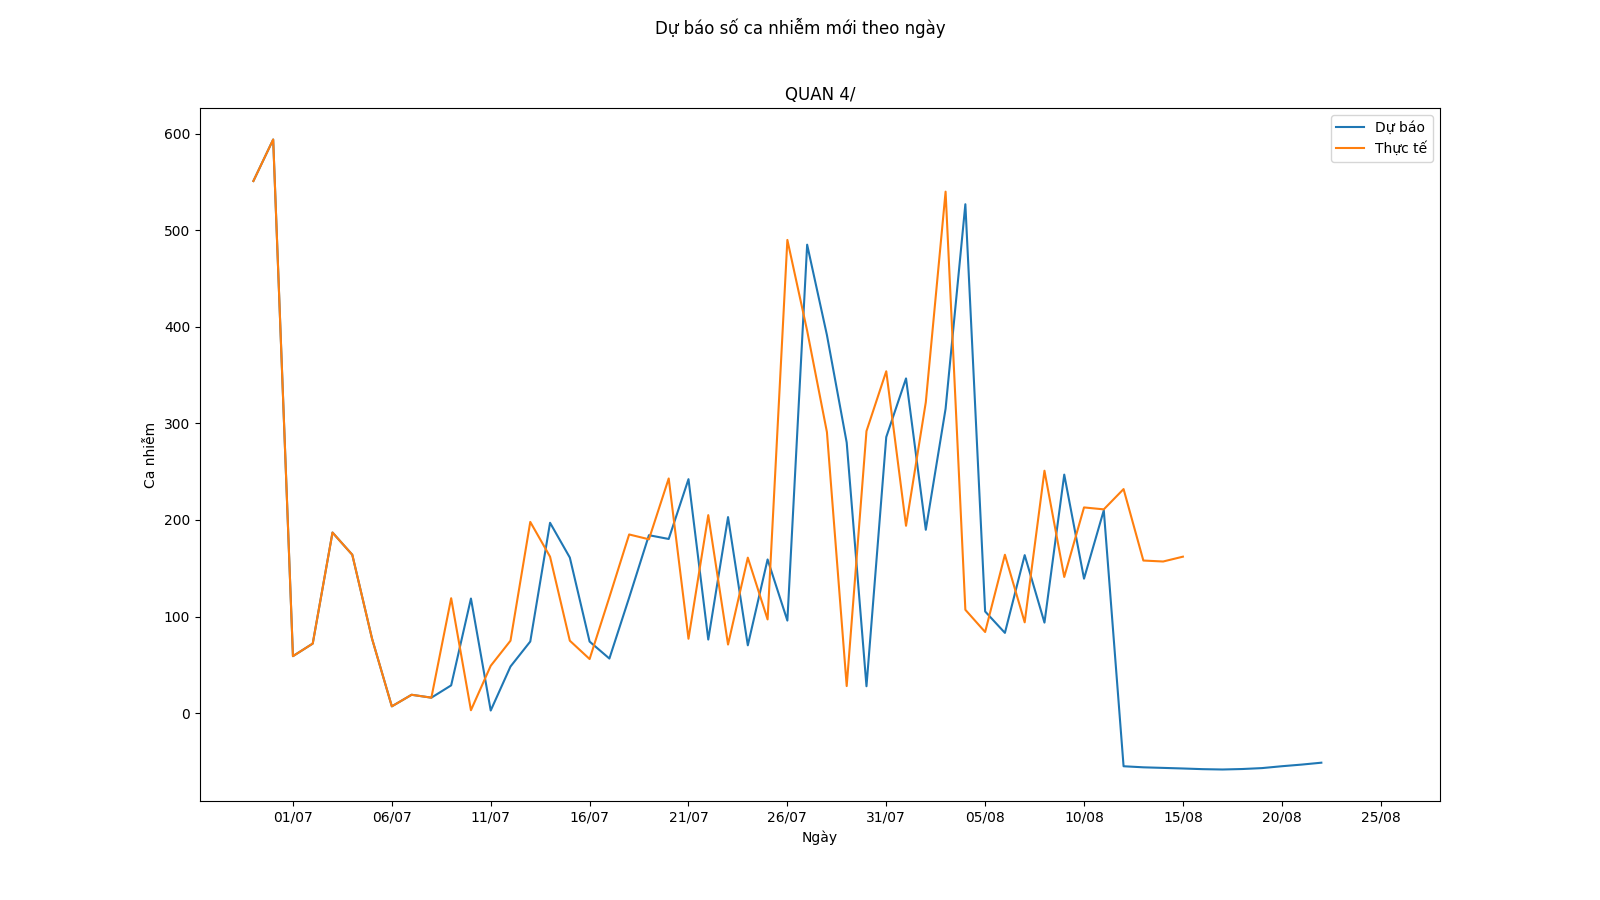 Dự báo số ca nhiễm mới theo ngày
QUAN 4/
Dự báo
Thực tế
600
500
400
300
200
100
0
Ca nhiễm
01/07 06/07 11/07 16/07 21/07 26/07 31/07 05/08 10/08 15/08 20/08 25/08
Ngày